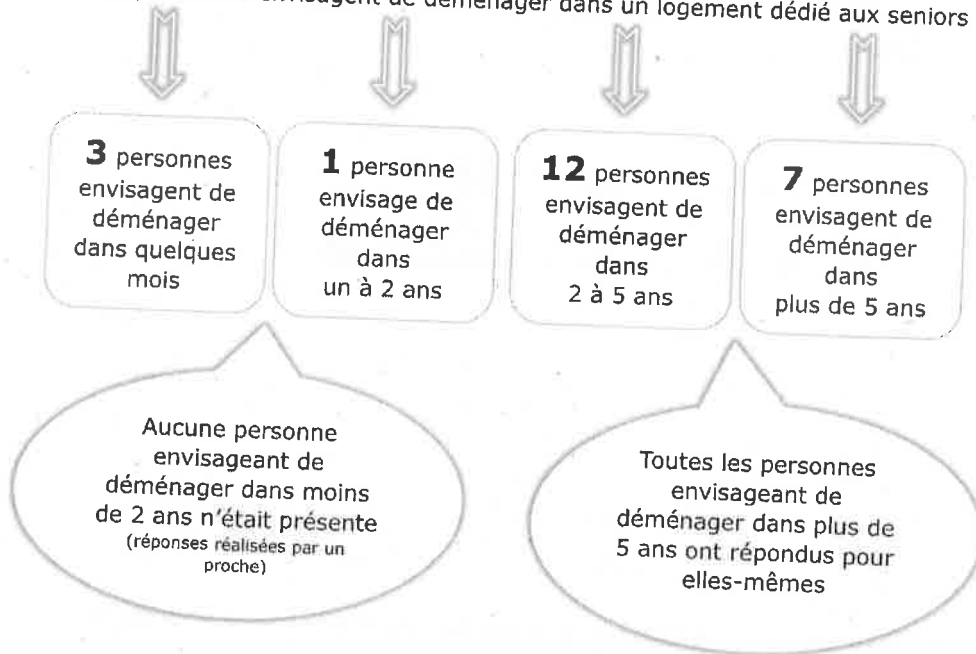 envisagent de déménager dans un logement dédié aux seniors
3 personnes
envisagent de
déménager
dans quelques
mois
1 personne
envisage de
déménager
dans
un à 2 ans
12 personnes
envisagent de
déménager
dans
2 à 5 ans
7 personnes
envisagent de
déménager
dans
plus de 5 ans
Aucune personne
envisageant de
déménager dans moins
de 2 ans n'était présente
(réponses réalisées par un
proche)
Toutes les personnes
envisageant de
déménager dans plus de
5 ans ont répondus pour
elles-mêmes